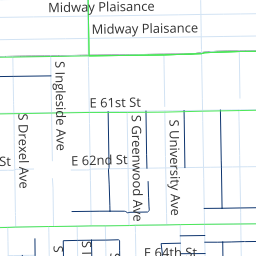 Midway Plaisance
Midway Plaisance
S Ingleside Ave
E 61st St
S Drexel Ave
S Greenwood Ave
S University Ave
St
E 62nd St
E 64th St
S
ST
S